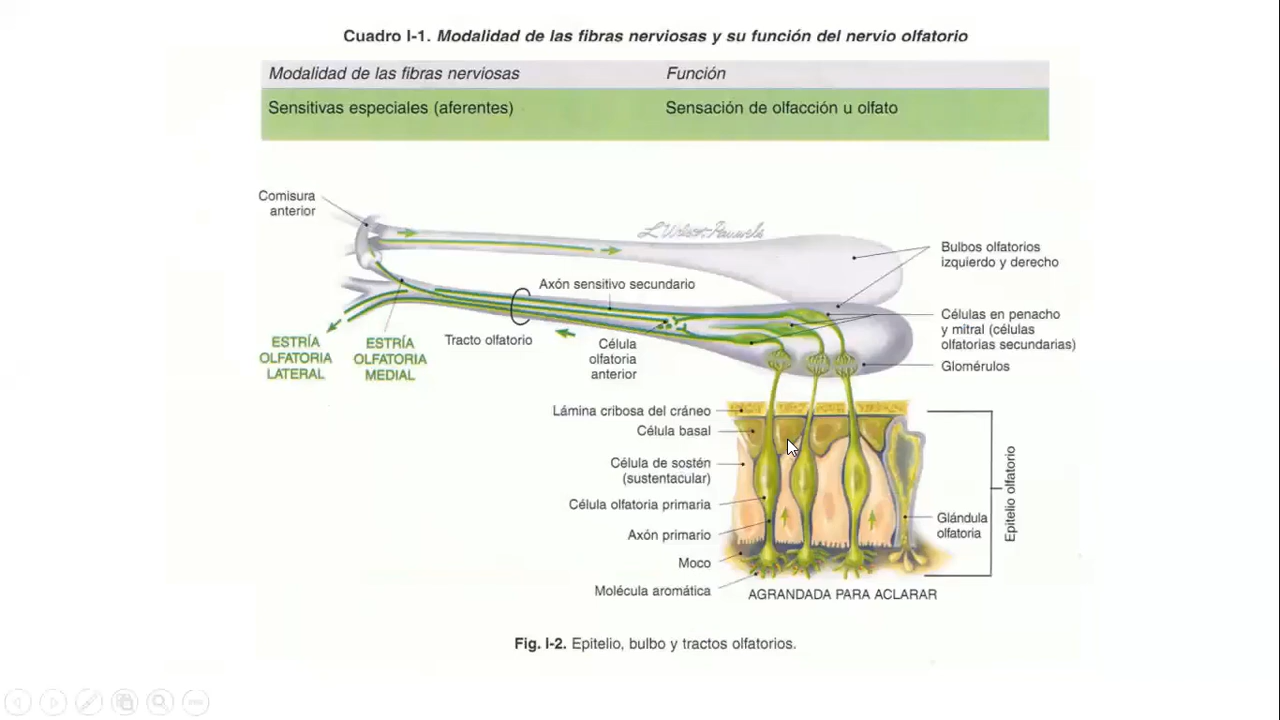 Cuadro I-1. Modalidad de las fibras nerviosas y su función del nervio olfatorio
Modalidad de las fibras nerviosas Función
Sensitivas especiales (aferentes) Sensación de olfacción u olfato
Comisura
anterior
Bulbos olfatorios
izquierdo y derecho
Axón sensitivo secundario
Células en penacho
y mitral (células
olfatorias secundarias)
Glomérulos
ESTRÍA
OLFATORIA
LATERAL
ESTRÍA
OLFATORIA
MEDIAL
Tracto olfatorio
Célula
olfatoria
anterior
Lámina cribosa del cráneo
Célula basal
Célula de sostén
(sustentacular)
Célula olfatoria primaria
Axón primario
Moco
Molécula aromática
Glándula
olfatoria
Epitelio olfatorio
AGRANDADA PARA ACLARAR
Fig. I-2. Epitelio, bulbo y tractos olfatorios.